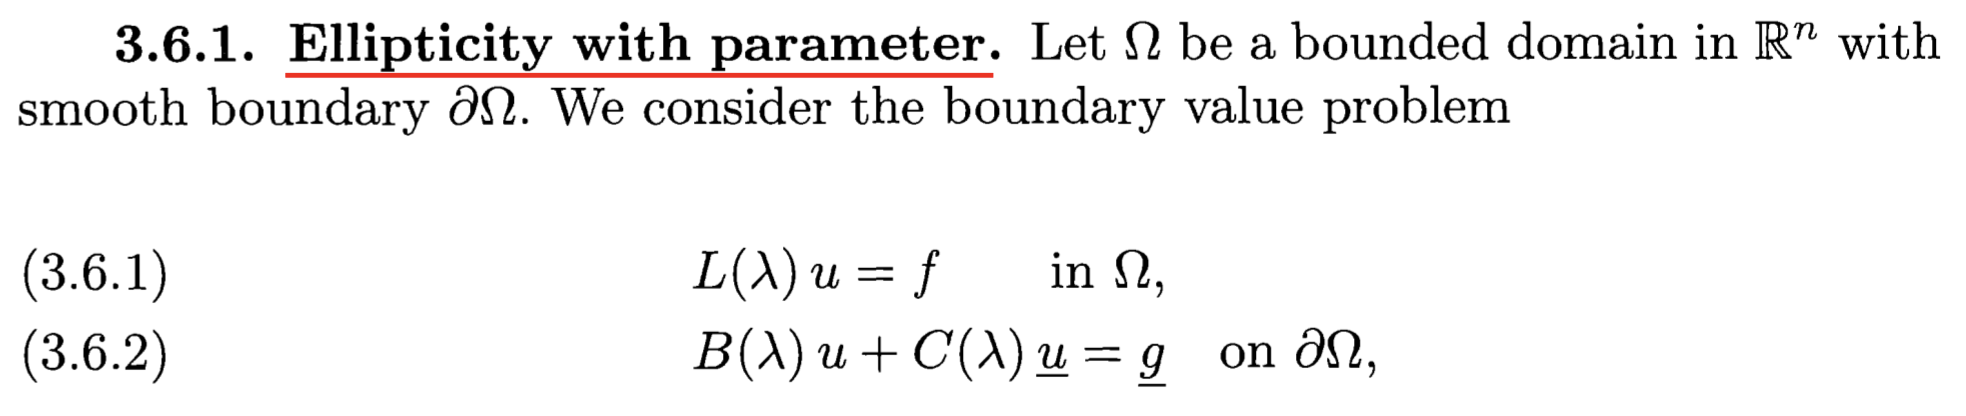 3.6.1. Ellipticity with parameter. Let Ω be a bounded domain in ℝⁿ with
smooth boundary ∂Ω. We consider the boundary value problem
(3.6.1) L(λ) u = f in Ω,
(3.6.2) B(λ) u + C(λ) u̲ = g̲ on ∂Ω,